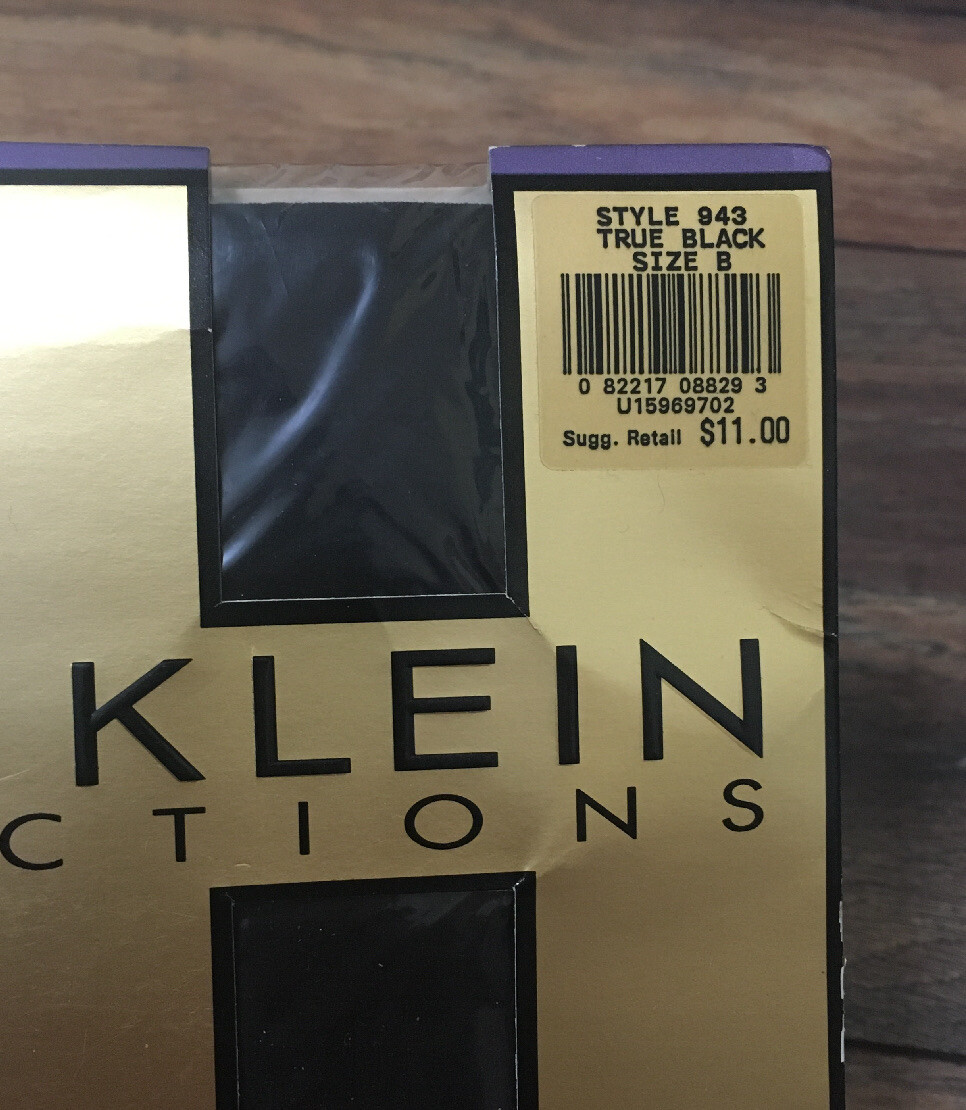 STYLE 943
TRUE BLACK
SIZE B
0 82217 08829 3
U15969702
Sugg. Retail $11.00
KLEIN
CTIONS